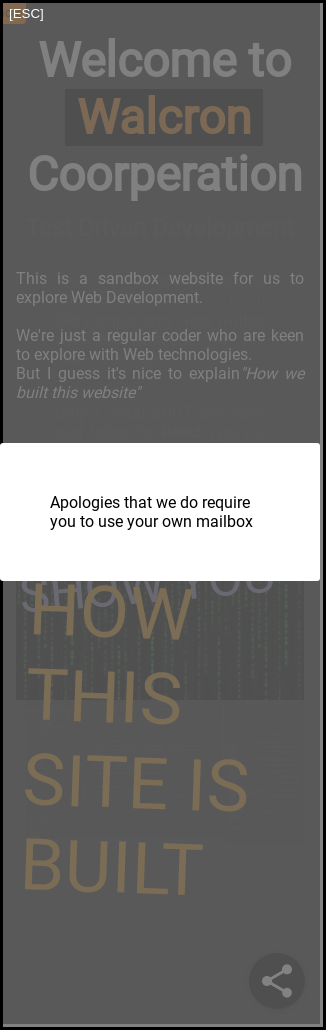 [ESC]
Welcome to
Walcron
Coorperation
This is a sandbox website for us to
explore Web Development.
We're just a regular coder who are keen
to explore with Web technologies.
But I guess it's nice to explain"How we
built this website"
Apologies that we do require
you to use your own mailbox
SHOW YOU
HOW
THIS
SITE IS
BUILT